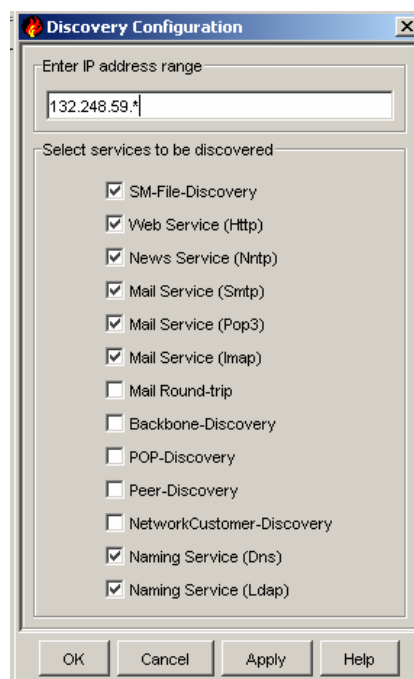 Discovery Configuration
Enter IP address range
132.248.59.*
Select services to be discovered
SM-File-Discovery
Web Service (Http)
News Service (Nntp)
Mail Service (Smtp)
Mail Service (Pop3)
Mail Service (Imap)
Mail Round-trip
Backbone-Discovery
POP-Discovery
Peer-Discovery
NetworkCustomer-Discovery
Naming Service (Dns)
Naming Service (Ldap)
OK Cancel Apply Help